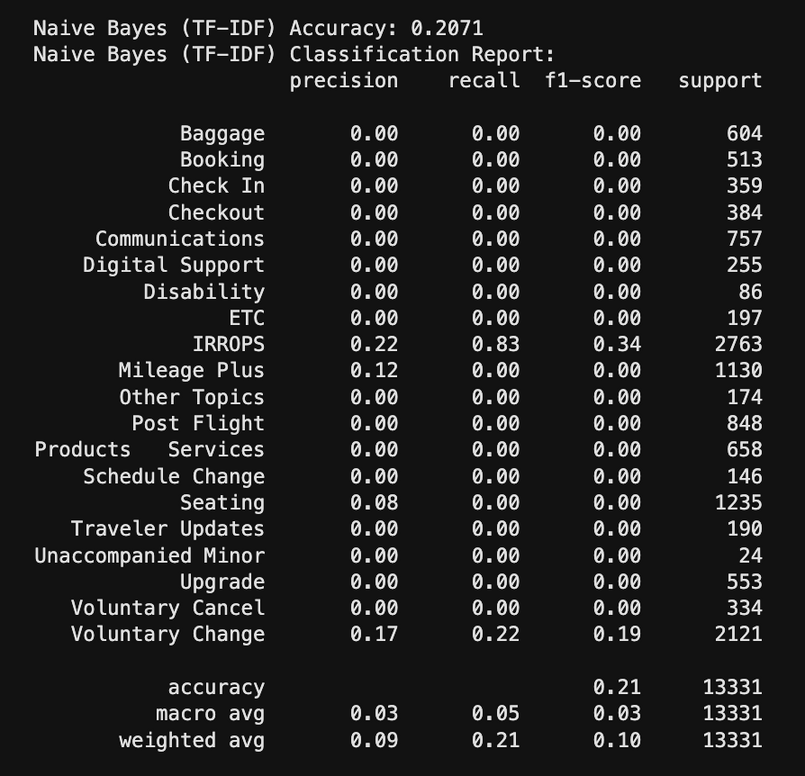 Naive Bayes (TF-IDF) Accuracy: 0.2071
Naive Bayes (TF-IDF) Classification Report:
precision recall f1-score support
Baggage 0.00 0.00 0.00 604
Booking 0.00 0.00 0.00 513
Check In 0.00 0.00 0.00 359
Checkout 0.00 0.00 0.00 384
Communications 0.00 0.00 0.00 757
Digital Support 0.00 0.00 0.00 255
Disability 0.00 0.00 0.00 86
ETC 0.00 0.00 0.00 197
IRROPS 0.22 0.83 0.34 2763
Mileage Plus 0.12 0.00 0.00 1130
Other Topics 0.00 0.00 0.00 174
Post Flight 0.00 0.00 0.00 848
Products   Services 0.00 0.00 0.00 658
Schedule Change 0.00 0.00 0.00 146
Seating 0.08 0.00 0.00 1235
Traveler Updates 0.00 0.00 0.00 190
Unaccompanied Minor 0.00 0.00 0.00 24
Upgrade 0.00 0.00 0.00 553
Voluntary Cancel 0.00 0.00 0.00 334
Voluntary Change 0.17 0.22 0.19 2121
accuracy 0.21 13331
macro avg 0.03 0.05 0.03 13331
weighted avg 0.09 0.21 0.10 13331